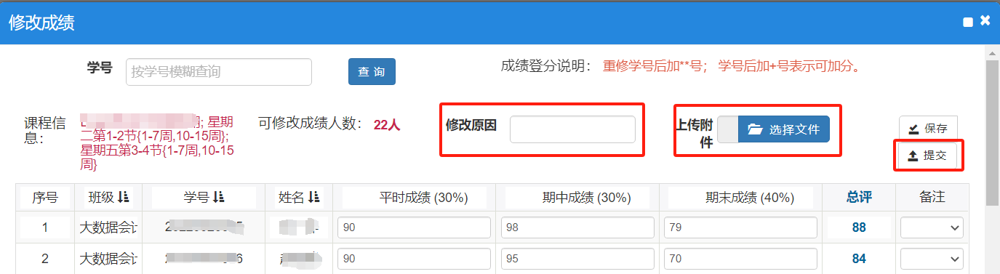 修改成绩
学号 按学号模糊查询 查 询 成绩登分说明： 重修学号后加**号； 学号后加+号表示可加分。
课程信息：
星期二第1-2节{1-7周,10-15周};
星期五第3-4节{1-7周,10-15周}
可修改成绩人数： 22人
修改原因
上传附件 选择文件
保存
提交
序号 班级 学号 姓名 平时成绩 (30%) 期中成绩 (30%) 期末成绩 (40%) 总评 备注
1 大数据会计 90 98 79 88
2 大数据会计 90 95 70 84